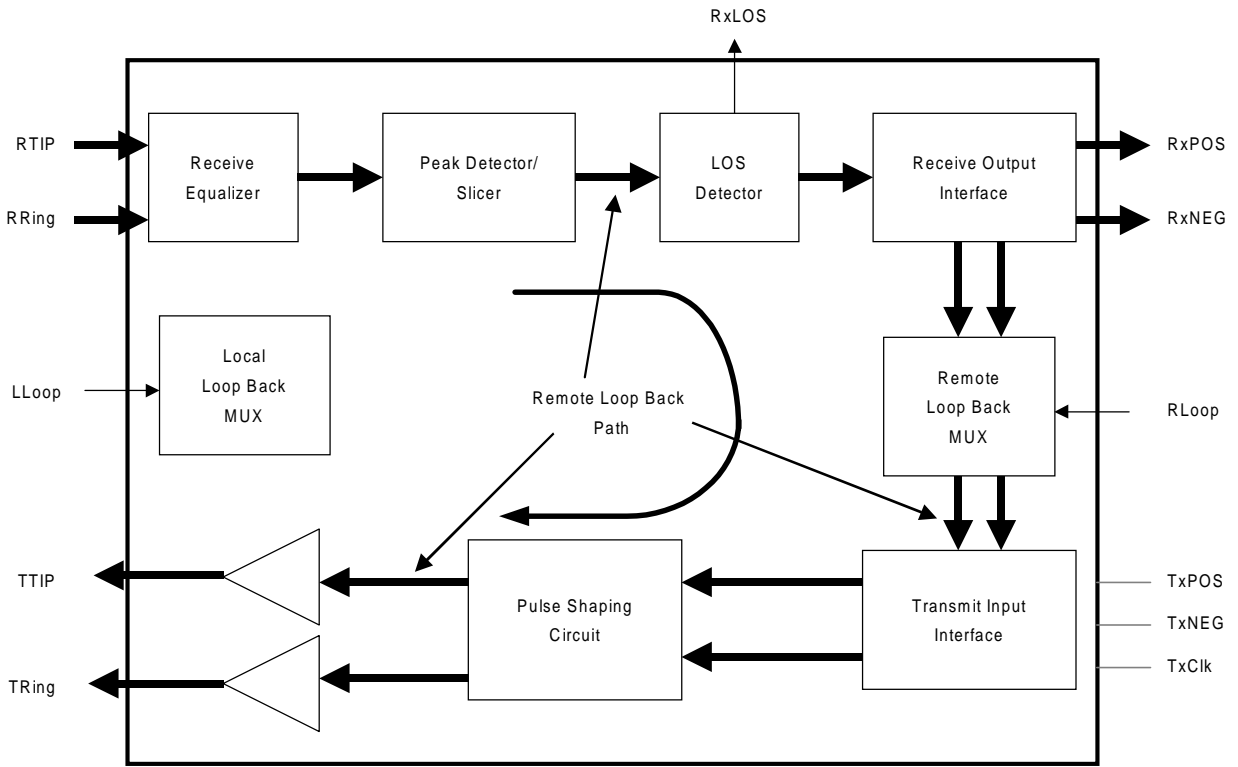 RxLOS
RTIP
RRing
Receive
Equalizer
Peak Detector/
Slicer
LOS
Detector
Receive Output
Interface
RxPOS
RxNEG
LLoop
Local
Loop Back
MUX
Remote Loop Back
Path
Remote
Loop Back
MUX
RLoop
TTIP
TRing
Pulse Shaping
Circuit
Transmit Input
Interface
TxPOS
TxNEG
TxClk